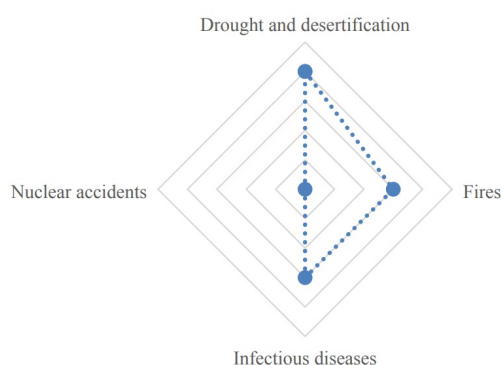 Drought and desertification
Nuclear accidents
Fires
Infectious diseases